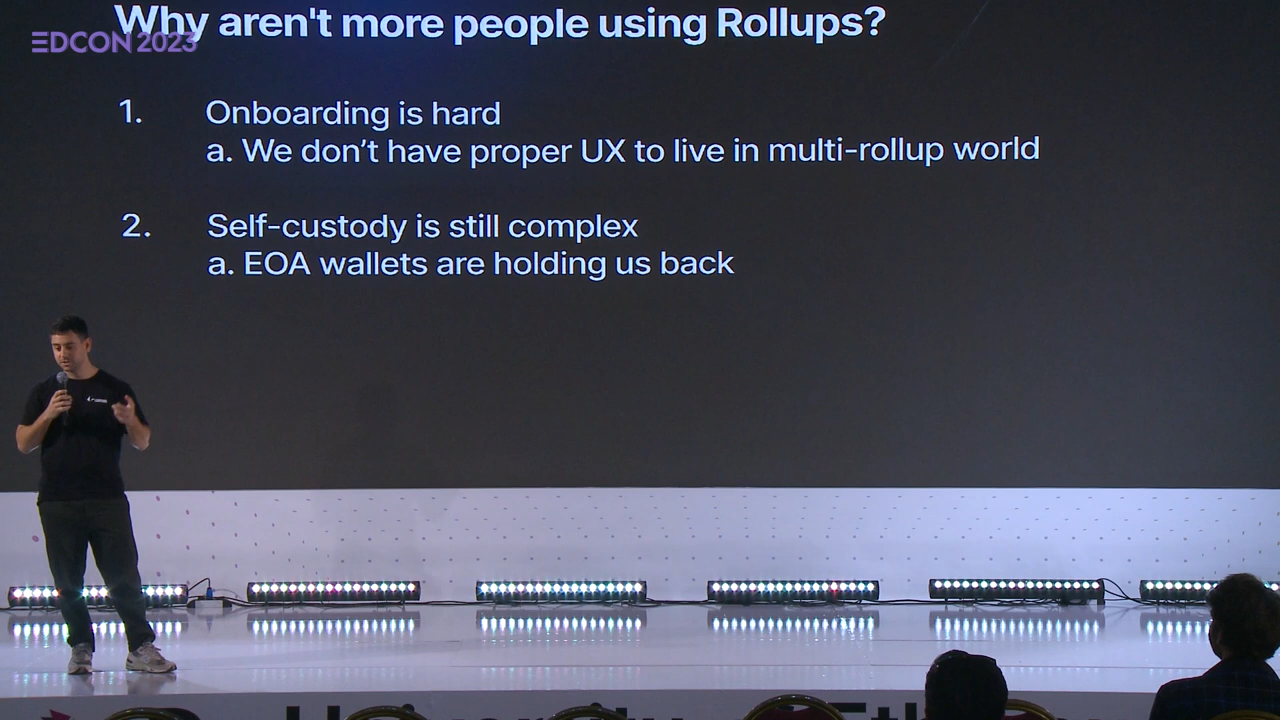 Why aren't more people using Rollups?
EDCON 2023
1. Onboarding is hard
a. We don't have proper UX to live in multi-rollup world
2. Self-custody is still complex
a. EOA wallets are holding us back